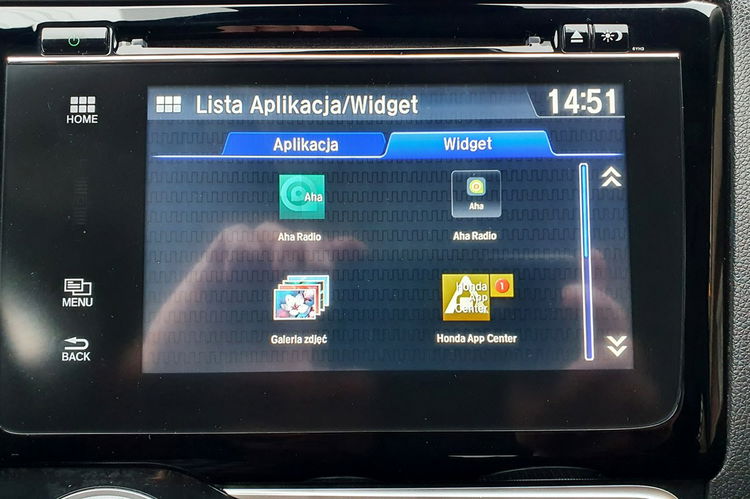 HOME
MENU
BACK
Lista Aplikacja/Widget
14:51
Aplikacja
Widget
Aha
Aha Radio
Aha
Aha Radio
Galeria zdjęć
Honda
App
Center
1
Honda App Center
6YH3